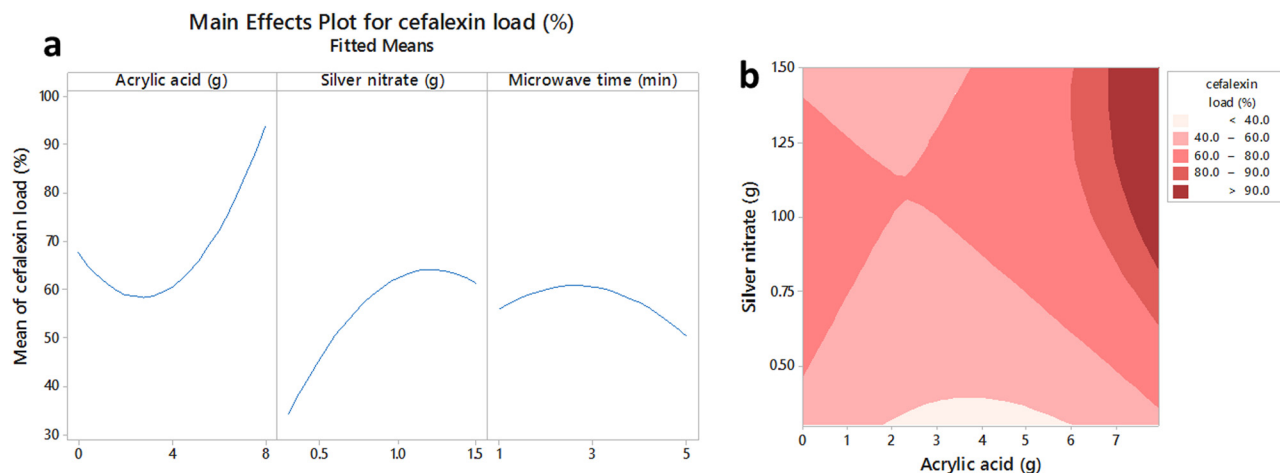 Main Effects Plot for cefalexin load (%)
Fitted Means
a
Acrylic acid (g)
Silver nitrate (g)
Microwave time (min)
Mean of cefalexin load (%)
100
90
80
70
60
50
40
30
0
4
8
0.5
1.0
1.5
1
3
5
b
Silver nitrate (g)
1.50
1.25
1.00
0.75
0.50
0
1
2
3
4
5
6
7
Acrylic acid (g)
cefalexin
load (%)
< 40.0
40.0 – 60.0
60.0 – 80.0
80.0 – 90.0
> 90.0